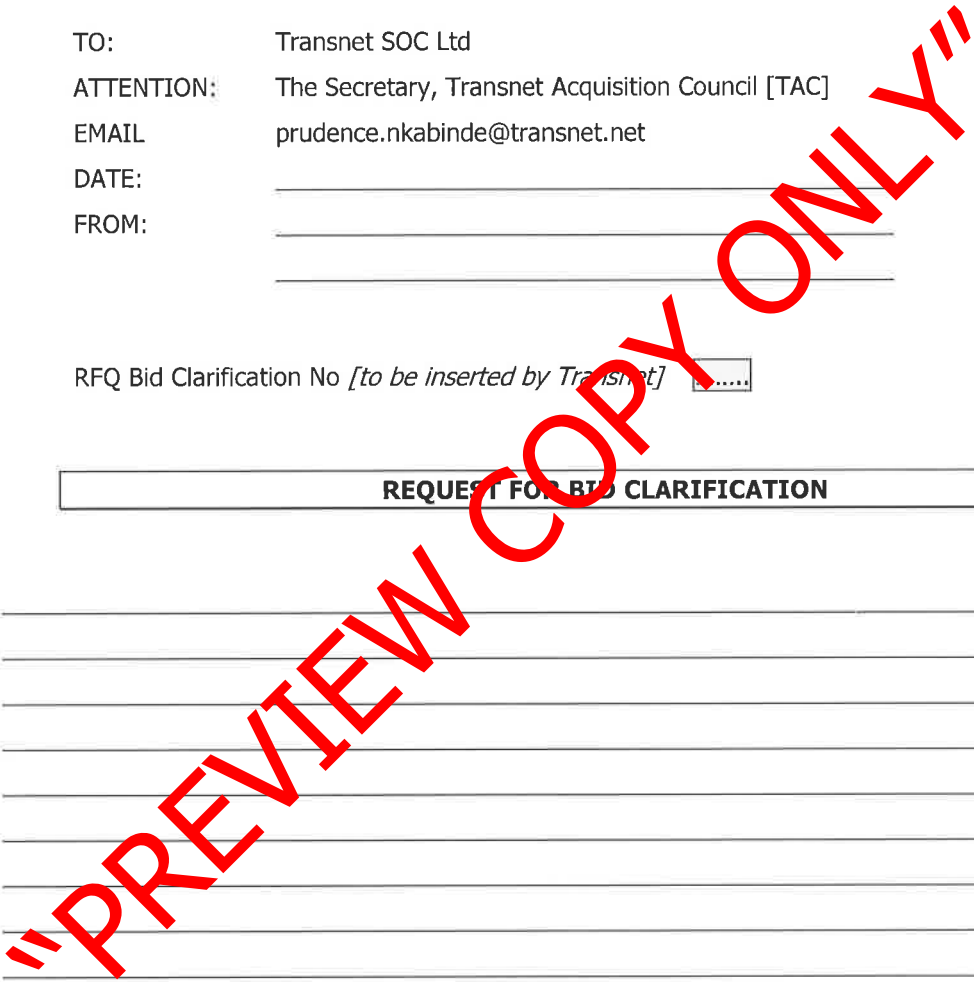 TO: Transnet SOC Ltd
ATTENTION: The Secretary, Transnet Acquisition Council [TAC]
EMAIL prudence.nkabinde@transnet.net
DATE:
FROM:
RFQ Bid Clarification No [to be inserted by Transnet] .......
REQUEST FOR BID CLARIFICATION
“PREVIEW COPY ONLY”